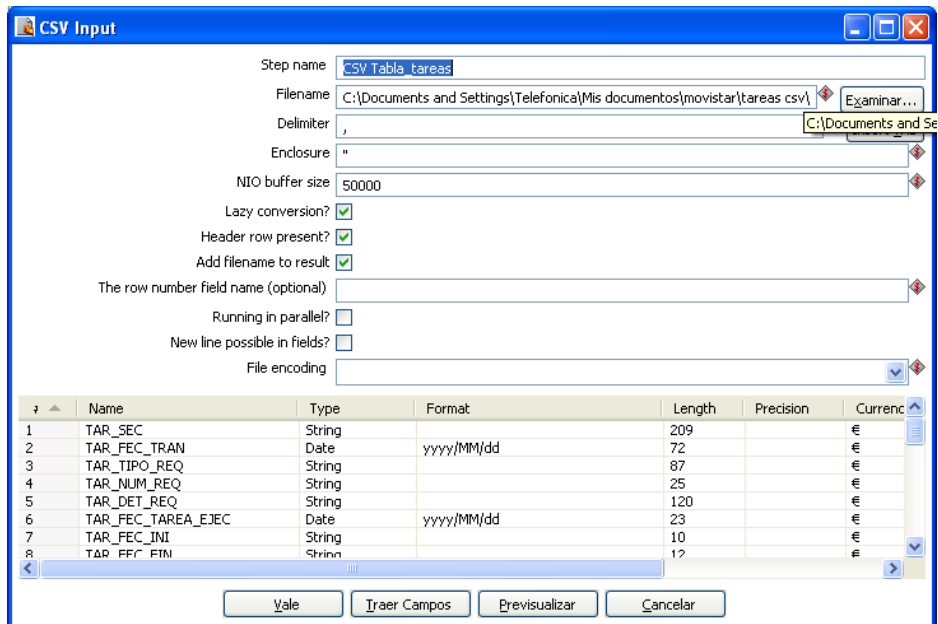 CSV Input
Step name CSV Tabla_tareas
Filename C:\Documents and Settings\Telefonica\Mis documentos\movistar\tareas csv\ Examinar...
Delimiter , C:\Documents and Se
Enclosure "
NIO buffer size 50000
Lazy conversion?
Header row present?
Add filename to result
The row number field name (optional)
Running in parallel?
New line possible in fields?
File encoding
Name Type Format Length Precision Currenc
1 TAR_SEC String 209 €
2 TAR_FEC_TRAN Date yyyy/MM/dd 72 €
3 TAR_TIPO_REQ String 87 €
4 TAR_NUM_REQ String 25 €
5 TAR_DET_REQ String 120 €
6 TAR_FEC_TAREA_EJEC Date yyyy/MM/dd 23 €
7 TAR_FEC_INI String 10 €
8 TAR_FEC_FIN String 12 €
Vale Traer Campos Previsualizar Cancelar